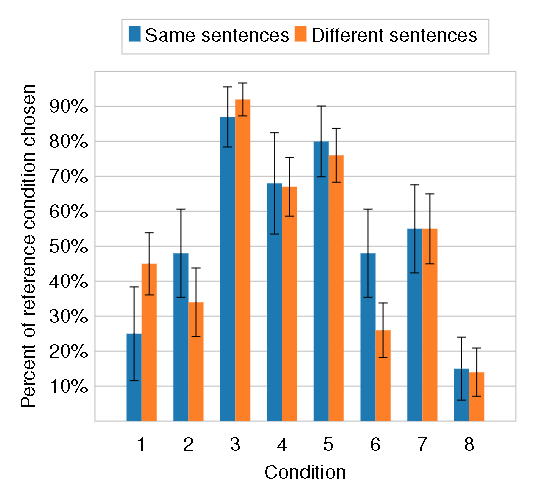 Same sentences Different sentences
Percent of reference condition chosen
90%
80%
70%
60%
50%
40%
30%
20%
10%
1 2 3 4 5 6 7 8
Condition